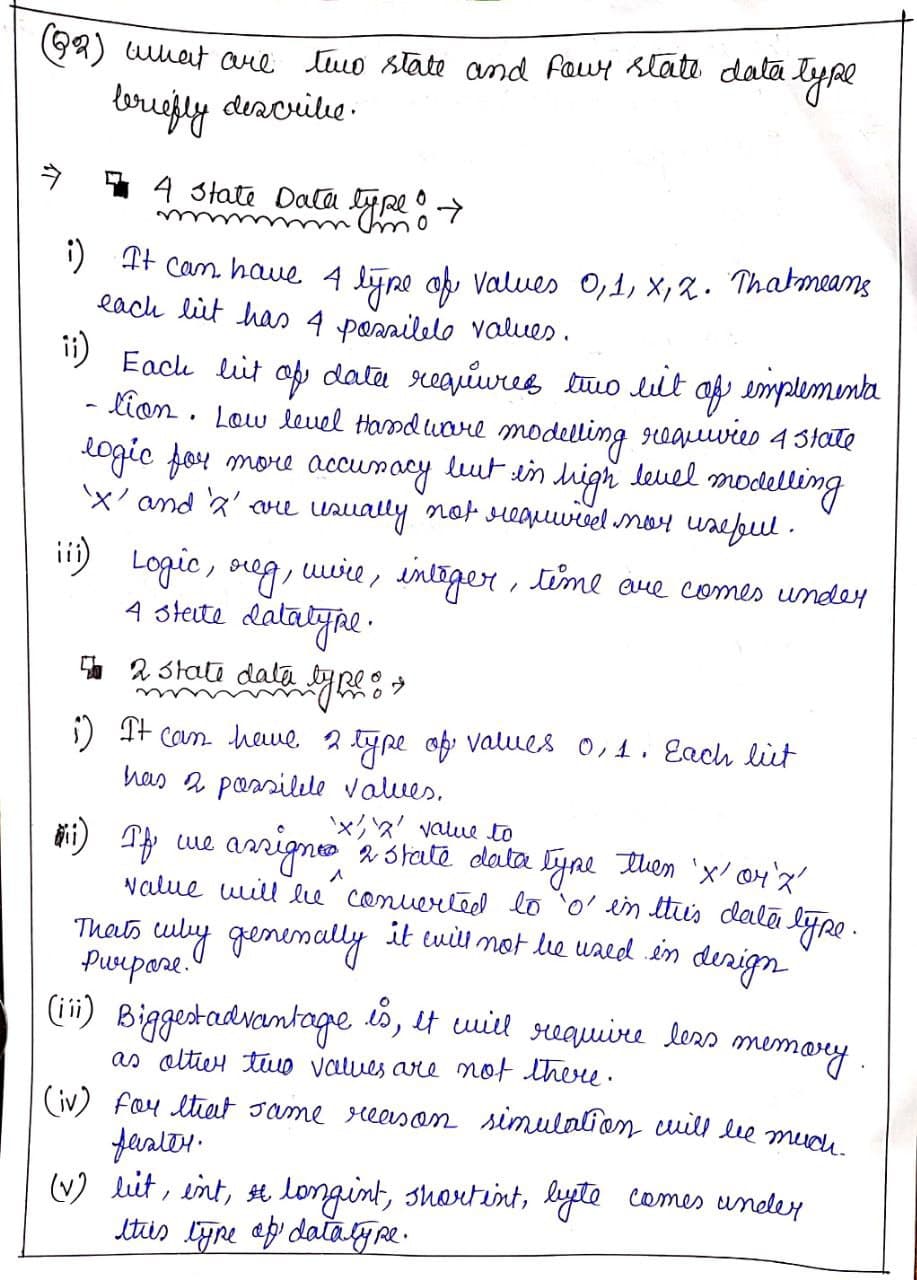 (Q2) What are two state and four state data type
briefly describe.
⇒ 4 State Data type :→
i) It can have 4 type of values 0,1, x, z. That means
each bit has 4 possible values.
ii) Each bit of data requires two bit of implementa
- tion. Low level Hardware modelling requires 4 state
logic for more accuracy but in high level modelling
'x' and 'z' are usually not required nor useful.
iii) Logic, reg, wire, integer, time are comes under
4 state datatype.
2 state data type :→
i) It can have 2 type of values 0, 1. Each bit
has 2 possible values.
'x', 'z' value to
ii) If we assign 2 state data type then 'x' or 'z'
value will be converted to '0' in this data type.
Thats why generally it will not be used in design
Purpose.
(iii) Biggest advantage is, it will require less memory
as other two values are not there.
(iv) For that same reason simulation will be much
faster.
(v) bit, int, longint, shortint, byte comes under
this type of datatype.